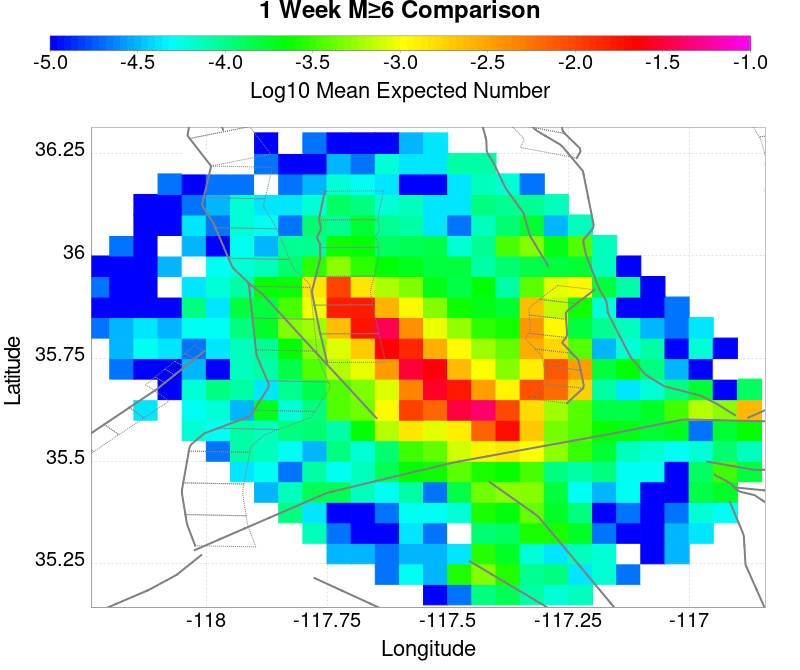 1 Week M≥6 Comparison
-5.0 -4.5 -4.0 -3.5 -3.0 -2.5 -2.0 -1.5 -1.0
Log10 Mean Expected Number
36.25
36
35.75
35.5
35.25
Latitude
-118 -117.75 -117.5 -117.25 -117
Longitude